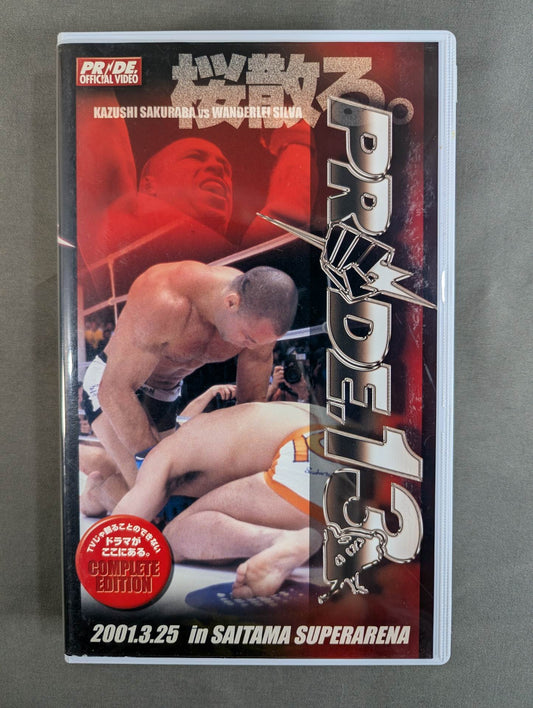 PRIDE
OFFICIAL VIDEO
桜散る。
KAZUSHI SAKURABA vs WANDERLEI SILVA
PRIDE13
TVじゃ観ることのできない
ドラマが
ここにある。
COMPLETE
EDITION
2001.3.25 in SAITAMA SUPERARENA